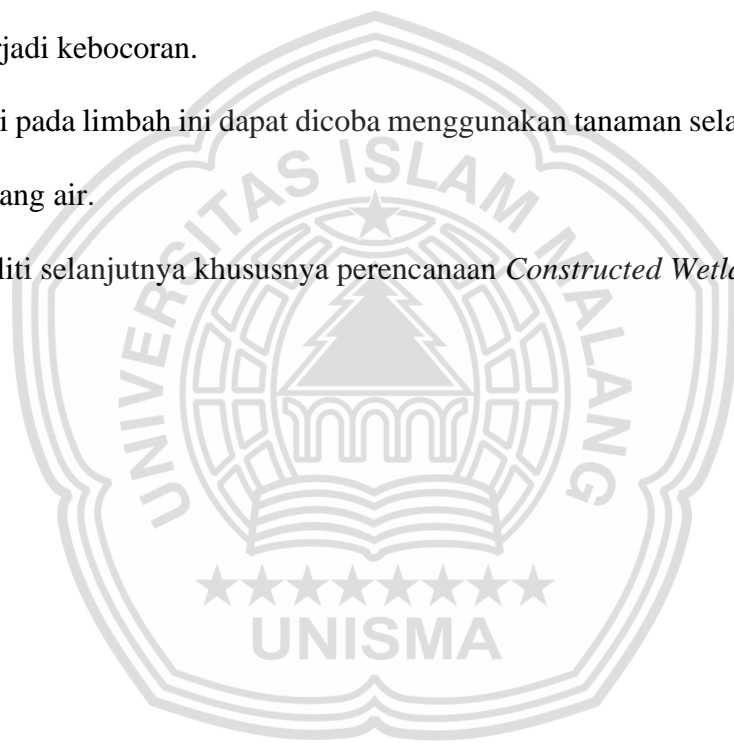 rjadi kebocoran.
i pada limbah ini dapat dicoba menggunakan tanaman sela
ang air.
liti selanjutnya khususnya perencanaan Constructed Wetla
UNIVERSITAS ISLAM MALANG
UNISMA